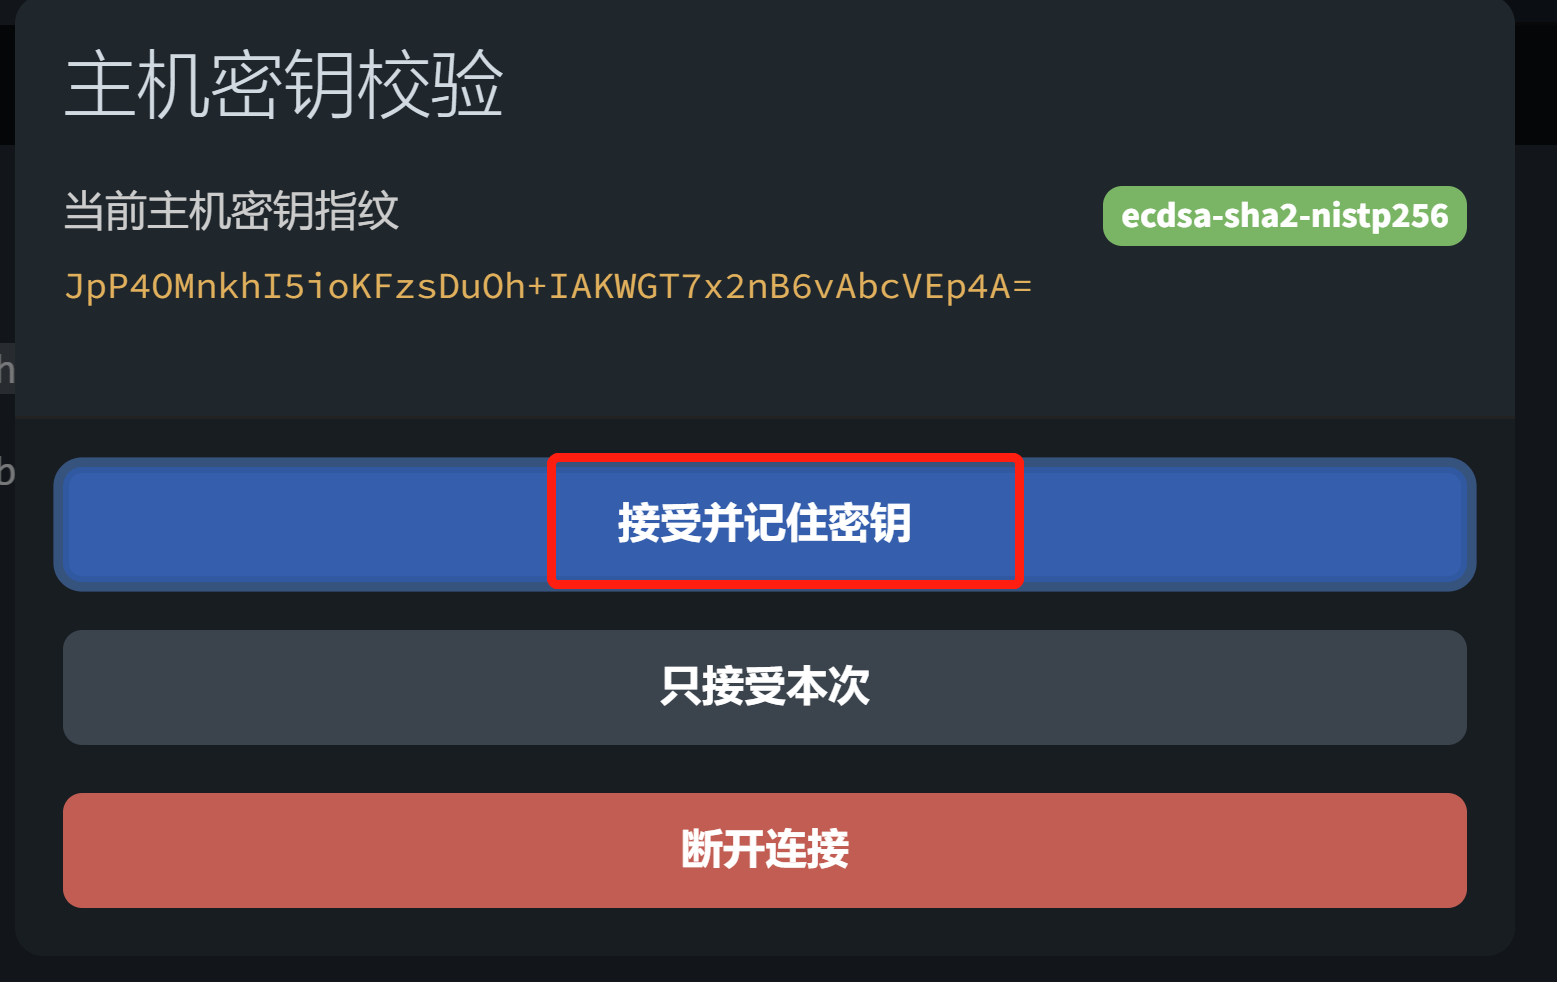 主机密钥校验
当前主机密钥指纹
ecdsa-sha2-nistp256
JpP4OMnkhI5ioKFzsDuOh+IAKWGT7x2nB6vAbcVEp4A=
h
接受并记住密钥
b
只接受本次
断开连接